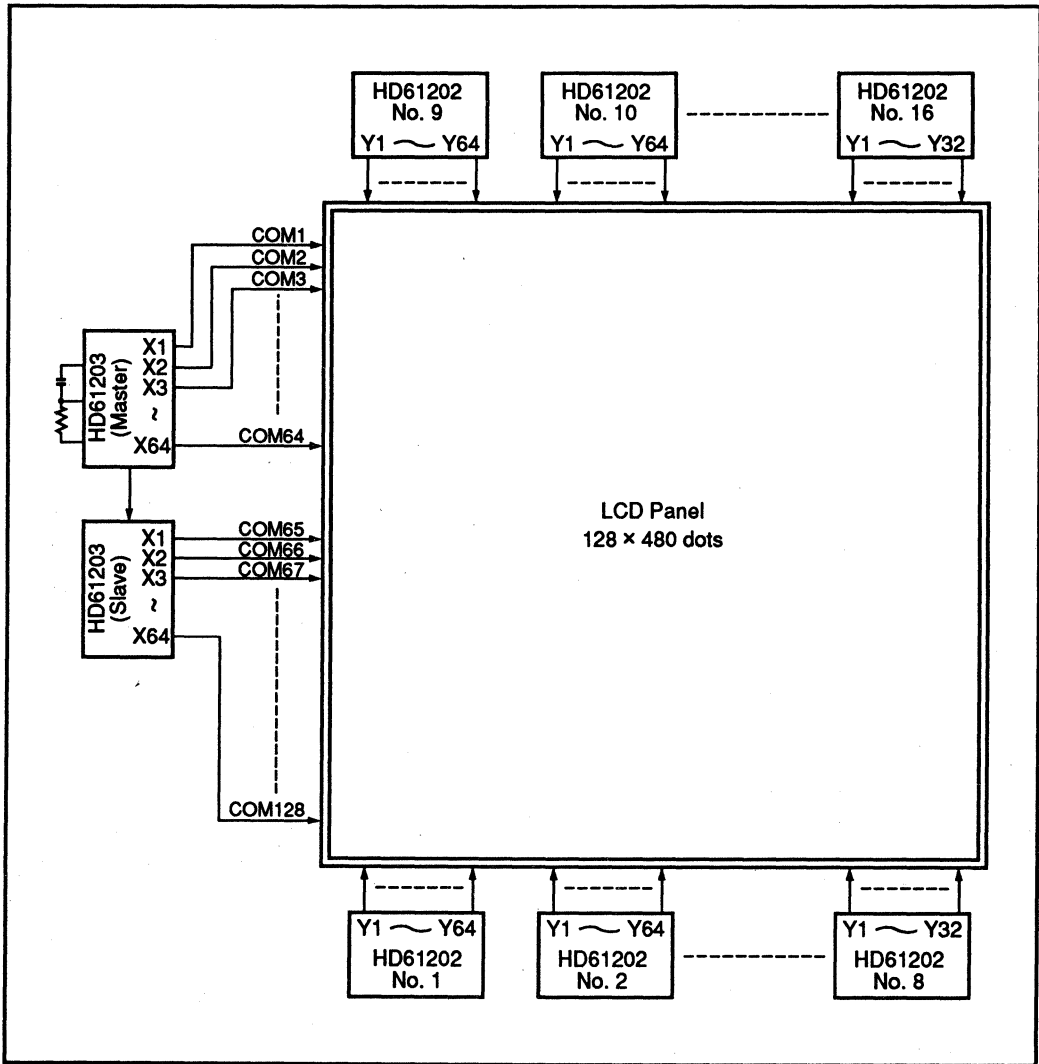 HD61202
No. 9
Y1 ~ Y64
HD61202
No. 10
Y1 ~ Y64
HD61202
No. 16
Y1 ~ Y32
COM1
COM2
COM3
COM64
HD61203
(Master)
X1
X2
X3
~
X64
COM65
COM66
COM67
COM128
HD61203
(Slave)
X1
X2
X3
~
X64
LCD Panel
128 × 480 dots
Y1 ~ Y64
HD61202
No. 1
Y1 ~ Y64
HD61202
No. 2
Y1 ~ Y32
HD61202
No. 8